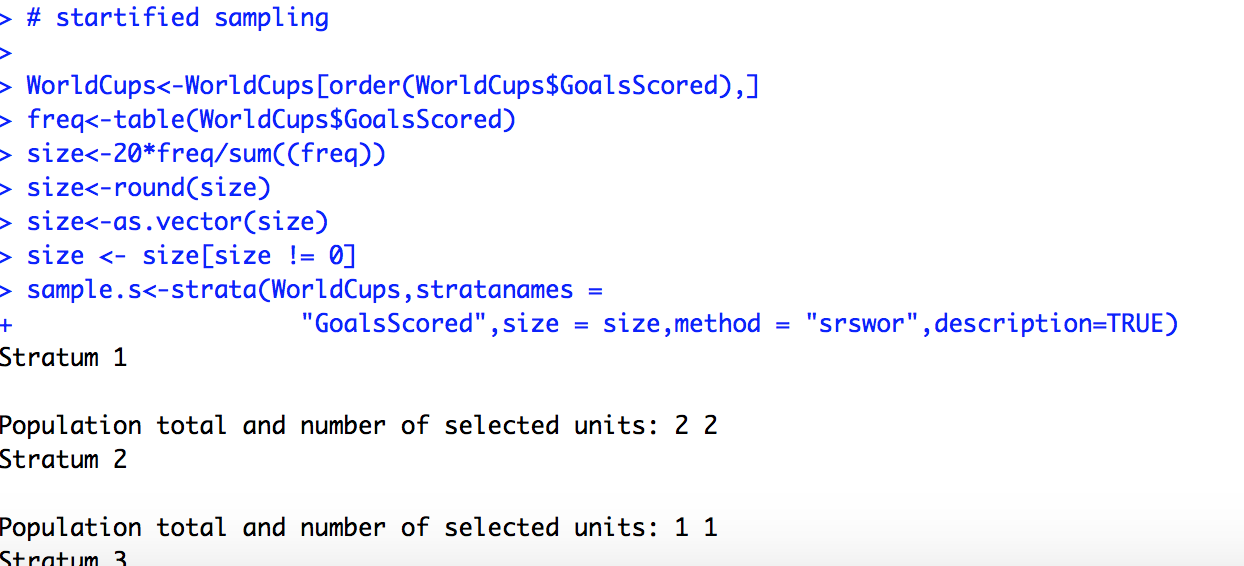 > # startified sampling
>
> WorldCups<-WorldCups[order(WorldCups$GoalsScored),]
> freq<-table(WorldCups$GoalsScored)
> size<-20*freq/sum((freq))
> size<-round(size)
> size<-as.vector(size)
> size <- size[size != 0]
> sample.s<-strata(WorldCups,stratanames =
+                   "GoalsScored",size = size,method = "srswor",description=TRUE)
Stratum 1
Population total and number of selected units: 2 2
Stratum 2
Population total and number of selected units: 1 1
Stratum 3